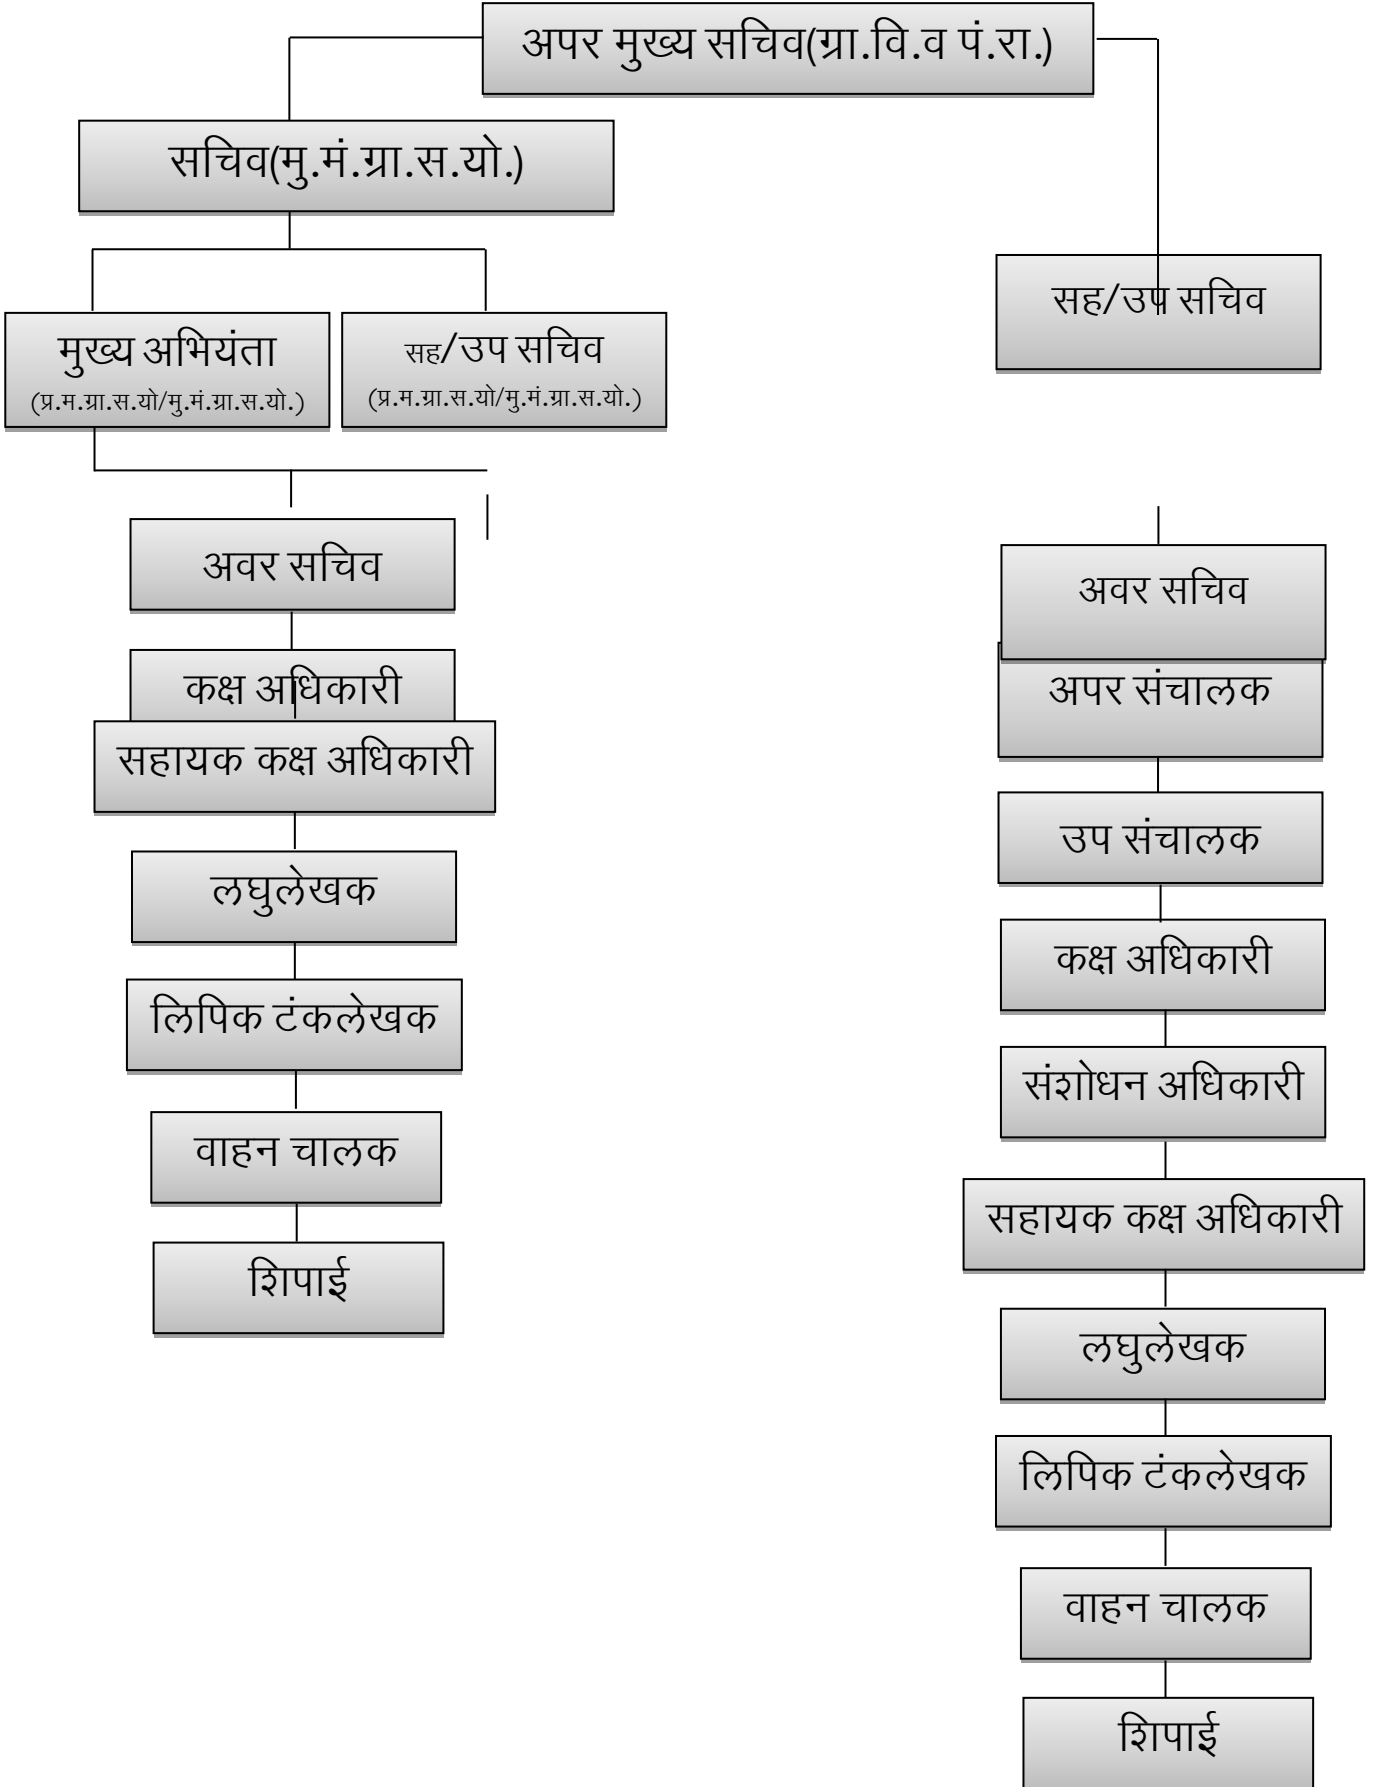 अपर मुख्य सचिव(ग्रा.वि.व पं.रा.)
सचिव(मु.मं.ग्रा.स.यो.)
मुख्य अभियंता
(प्र.म.ग्रा.स.यो/मु.मं.ग्रा.स.यो.)
सह/उप सचिव
(प्र.म.ग्रा.स.यो/मु.मं.ग्रा.स.यो.)
अवर सचिव
कक्ष अधिकारी
सहायक कक्ष अधिकारी
लघुलेखक
लिपिक टंकलेखक
वाहन चालक
शिपाई
सह/उप सचिव
अवर सचिव
अपर संचालक
उप संचालक
कक्ष अधिकारी
संशोधन अधिकारी
सहायक कक्ष अधिकारी
लघुलेखक
लिपिक टंकलेखक
वाहन चालक
शिपाई